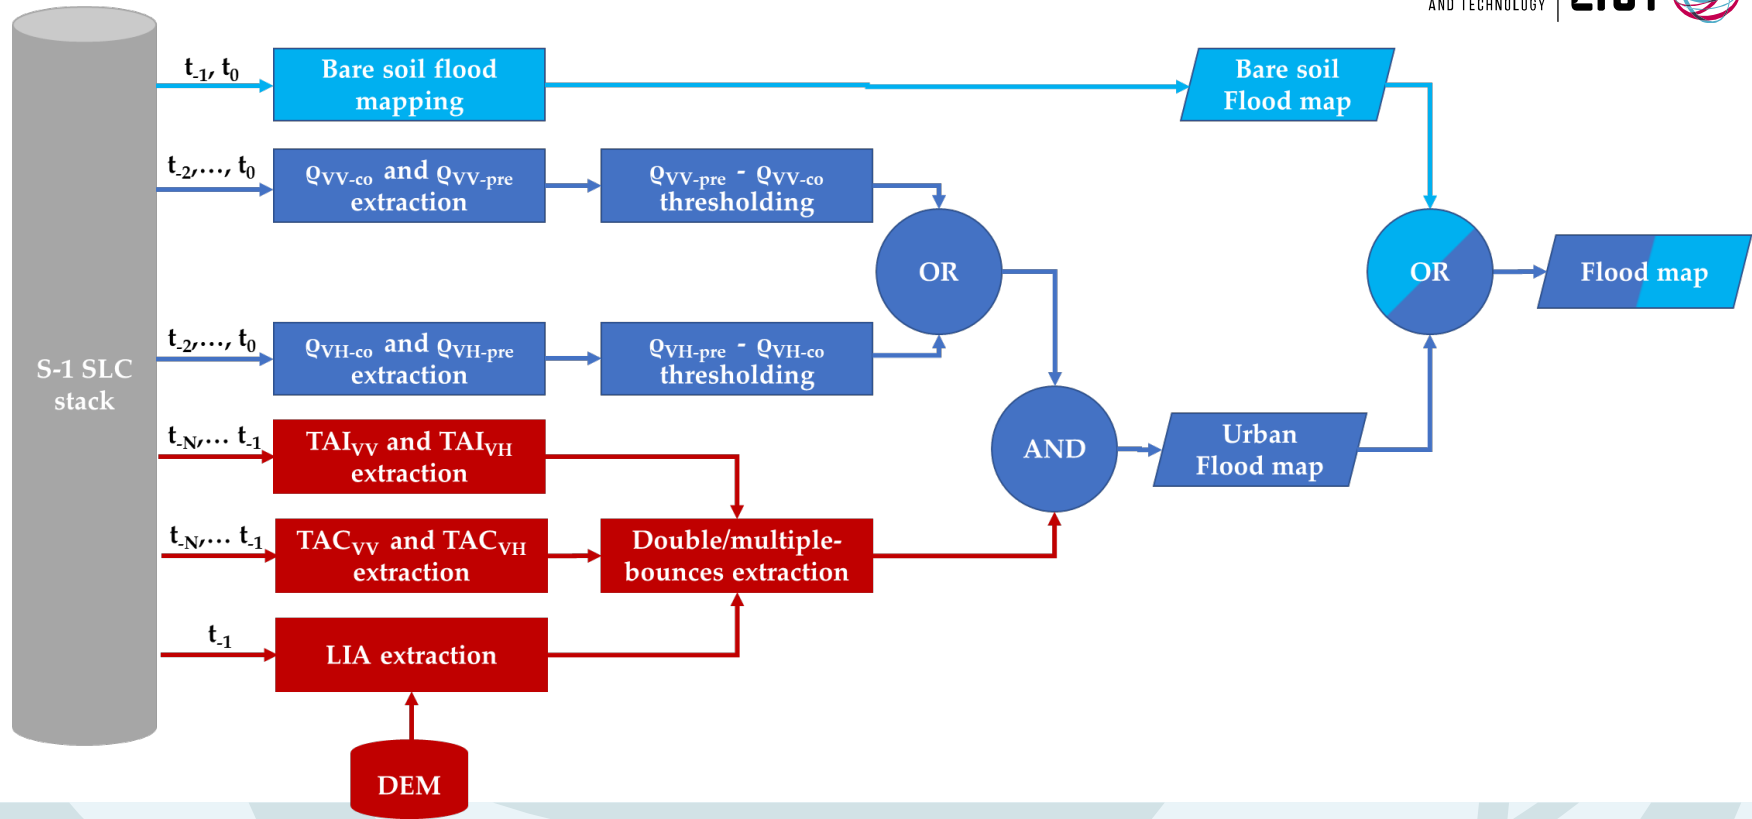 AND TECHNOLOGY
S-1 SLC
stack
t-1, t0
Bare soil flood
mapping
Bare soil
Flood map
t-2,..., t0
ϱVV-co and ϱVV-pre
extraction
ϱVV-pre - ϱVV-co
thresholding
OR
OR
Flood map
t-2,..., t0
ϱVH-co and ϱVH-pre
extraction
ϱVH-pre - ϱVH-co
thresholding
AND
Urban
Flood map
t-N,... t-1
TAIVV and TAIVH
extraction
t-N,... t-1
TACVV and TACVH
extraction
Double/multiple-
bounces extraction
t-1
LIA extraction
DEM